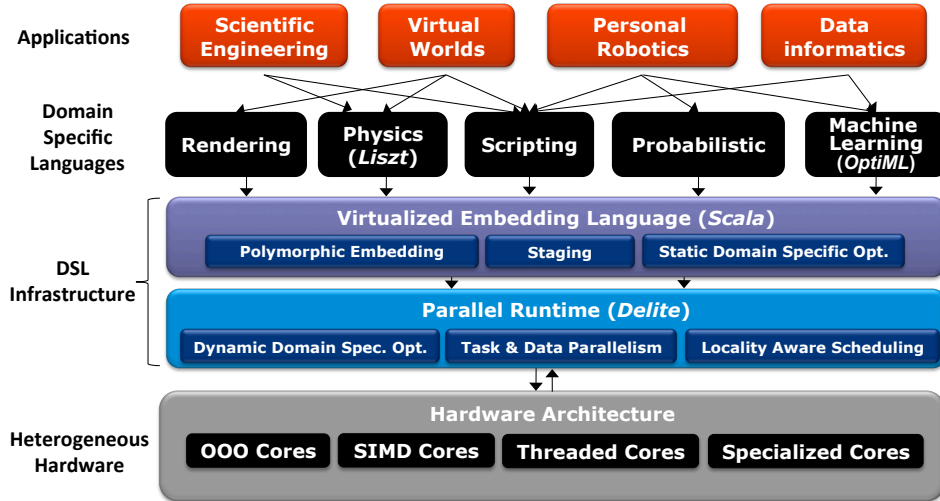 Applications
Scientific
Engineering
Virtual
Worlds
Personal
Robotics
Data
informatics
Domain
Specific
Languages
Rendering
Physics
(Liszt)
Scripting
Probabilistic
Machine
Learning
(OptiML)
DSL
Infrastructure
Virtualized Embedding Language (Scala)
Polymorphic Embedding
Staging
Static Domain Specific Opt.
Parallel Runtime (Delite)
Dynamic Domain Spec. Opt.
Task & Data Parallelism
Locality Aware Scheduling
Heterogeneous
Hardware
Hardware Architecture
OOO Cores
SIMD Cores
Threaded Cores
Specialized Cores